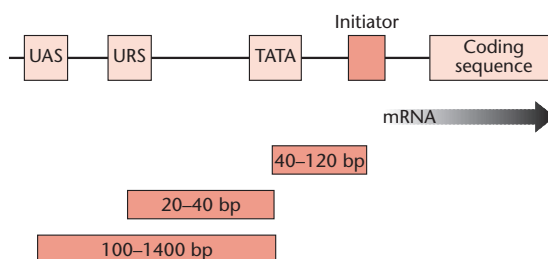 Initiator
UAS URS TATA Coding
sequence
mRNA
40–120 bp
20–40 bp
100–1400 bp